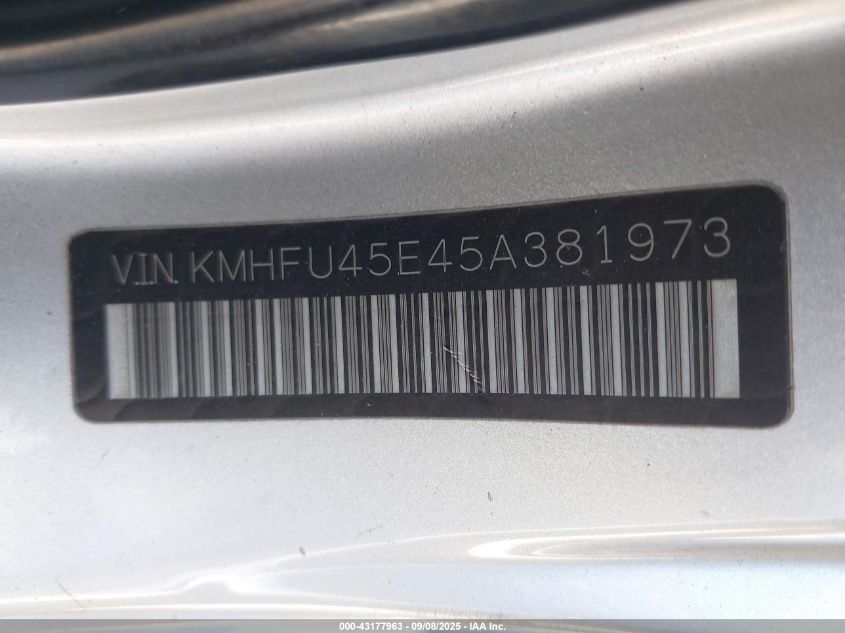 VIN. KMHFU45E45A381973
000-43177963 - 09/08/2025 - IAA Inc.